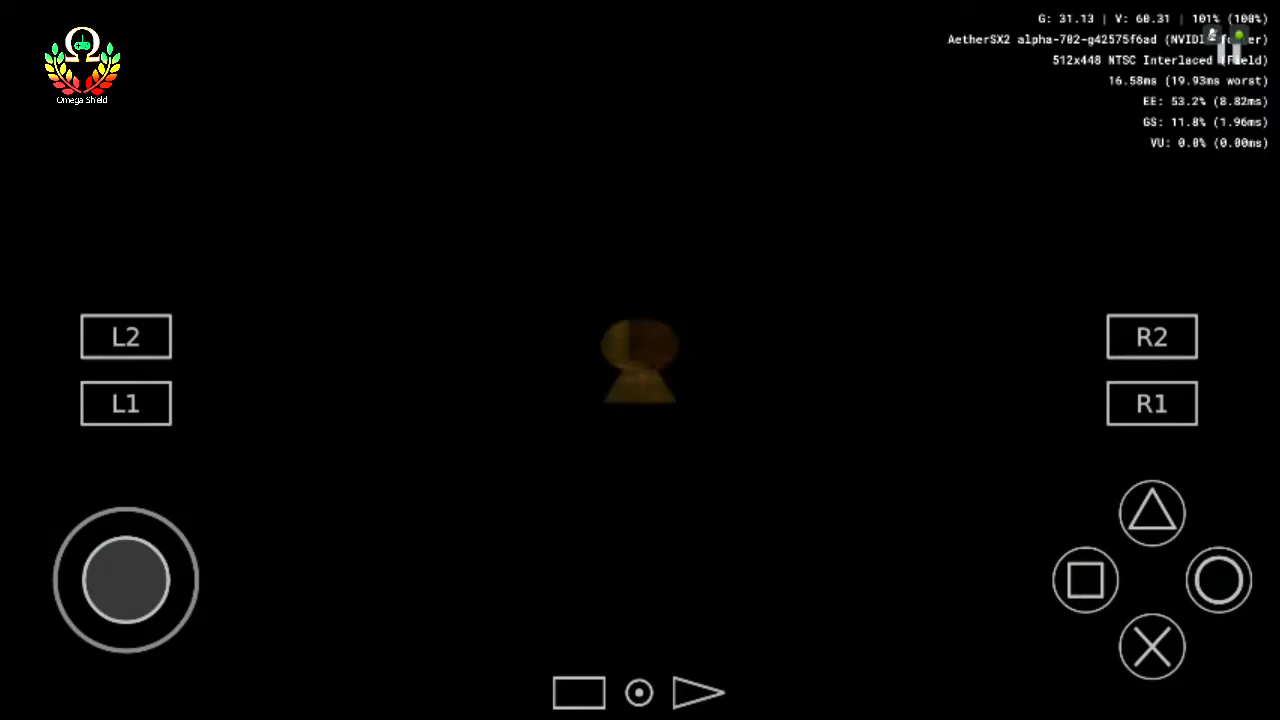 Omega Shield
G: 31.13 | V: 60.31 | 101% (100%)
AetherSX2 alpha-702-g42575f6ad (NVIDI
512x448 NTSC Interlaced
16.58ms (19.93ms worst)
EE: 53.2% (8.82ms)
GS: 11.8% (1.96ms)
VU: 0.0% (0.00ms)
L2
R2
L1
R1